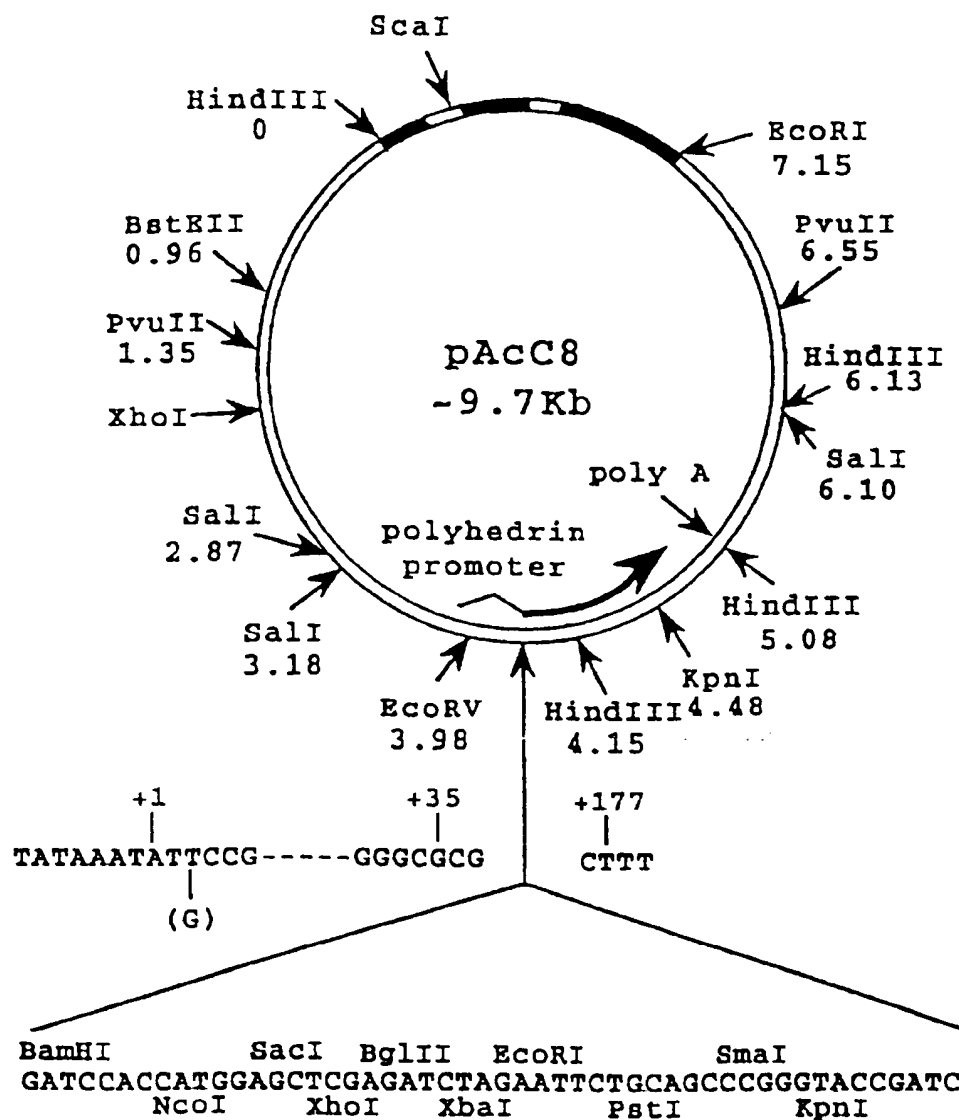 ScaI
HindIII
0
EcoRI
7.15
BstEII
0.96
PvuII
6.55
PvuII
1.35
pAcC8
~9.7Kb
HindIII
6.13
XhoI
SalI
6.10
poly A
SalI
2.87
polyhedrin
promoter
HindIII
5.08
SalI
3.18
KpnI
4.48
EcoRV
3.98
HindIII
4.15
+1
+35
+177
TATAAATATTCCG-----GGGCGCG
CTTT
(G)
BamHI SacI BglII EcoRI SmaI
GATCCACCATGGAGCTCGAGATCTAGAATTCTGCAGCCCGGGTACCGATC
NcoI XhoI XbaI PstI KpnI